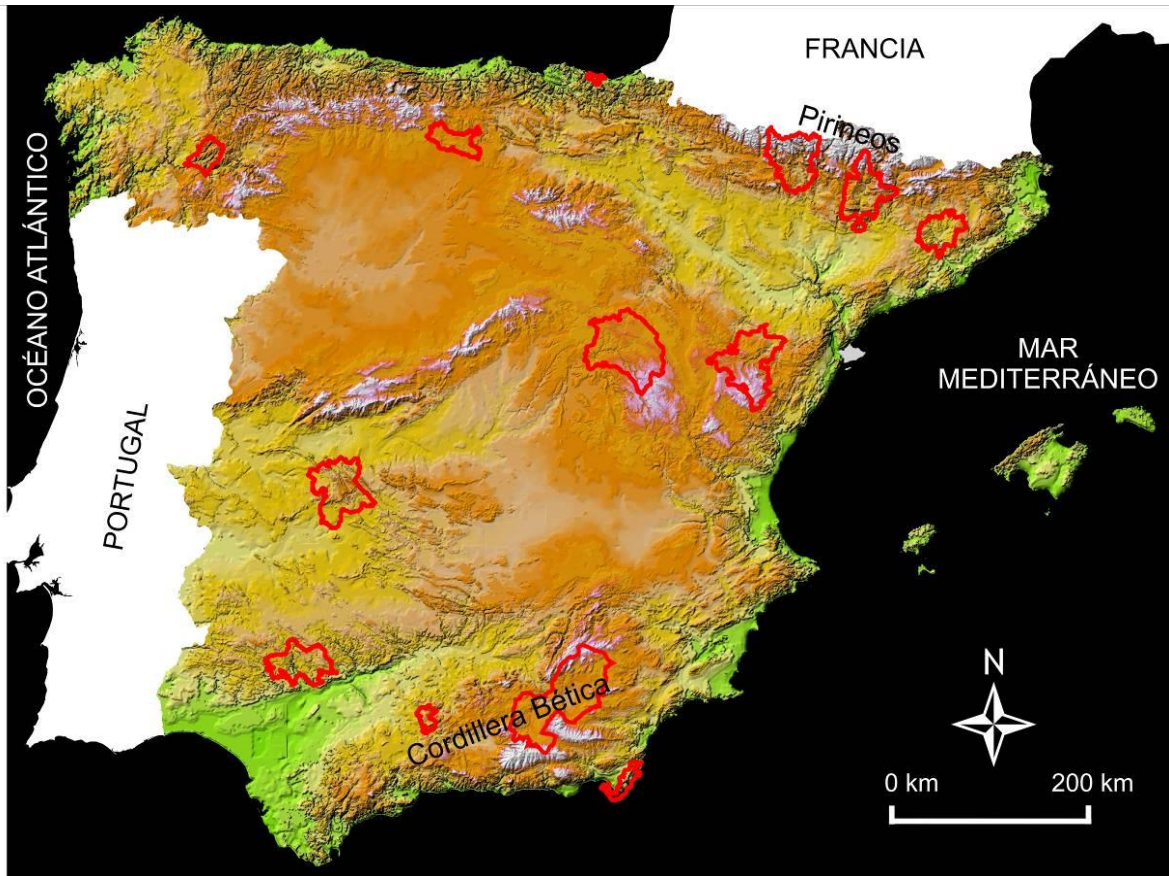 FRANCIA
Pirineos
OCÉANO ATLÁNTICO
MAR
MEDITERRÁNEO
PORTUGAL
Cordillera Bética
N
0 km 200 km